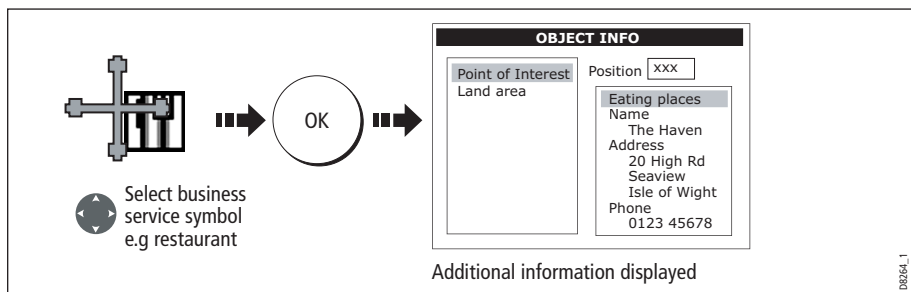 Select business
service symbol
e.g restaurant
OK
OBJECT INFO
Point of Interest
Land area
Position xxx
Eating places
Name
The Haven
Address
20 High Rd
Seaview
Isle of Wight
Phone
0123 45678
Additional information displayed
D8264_1